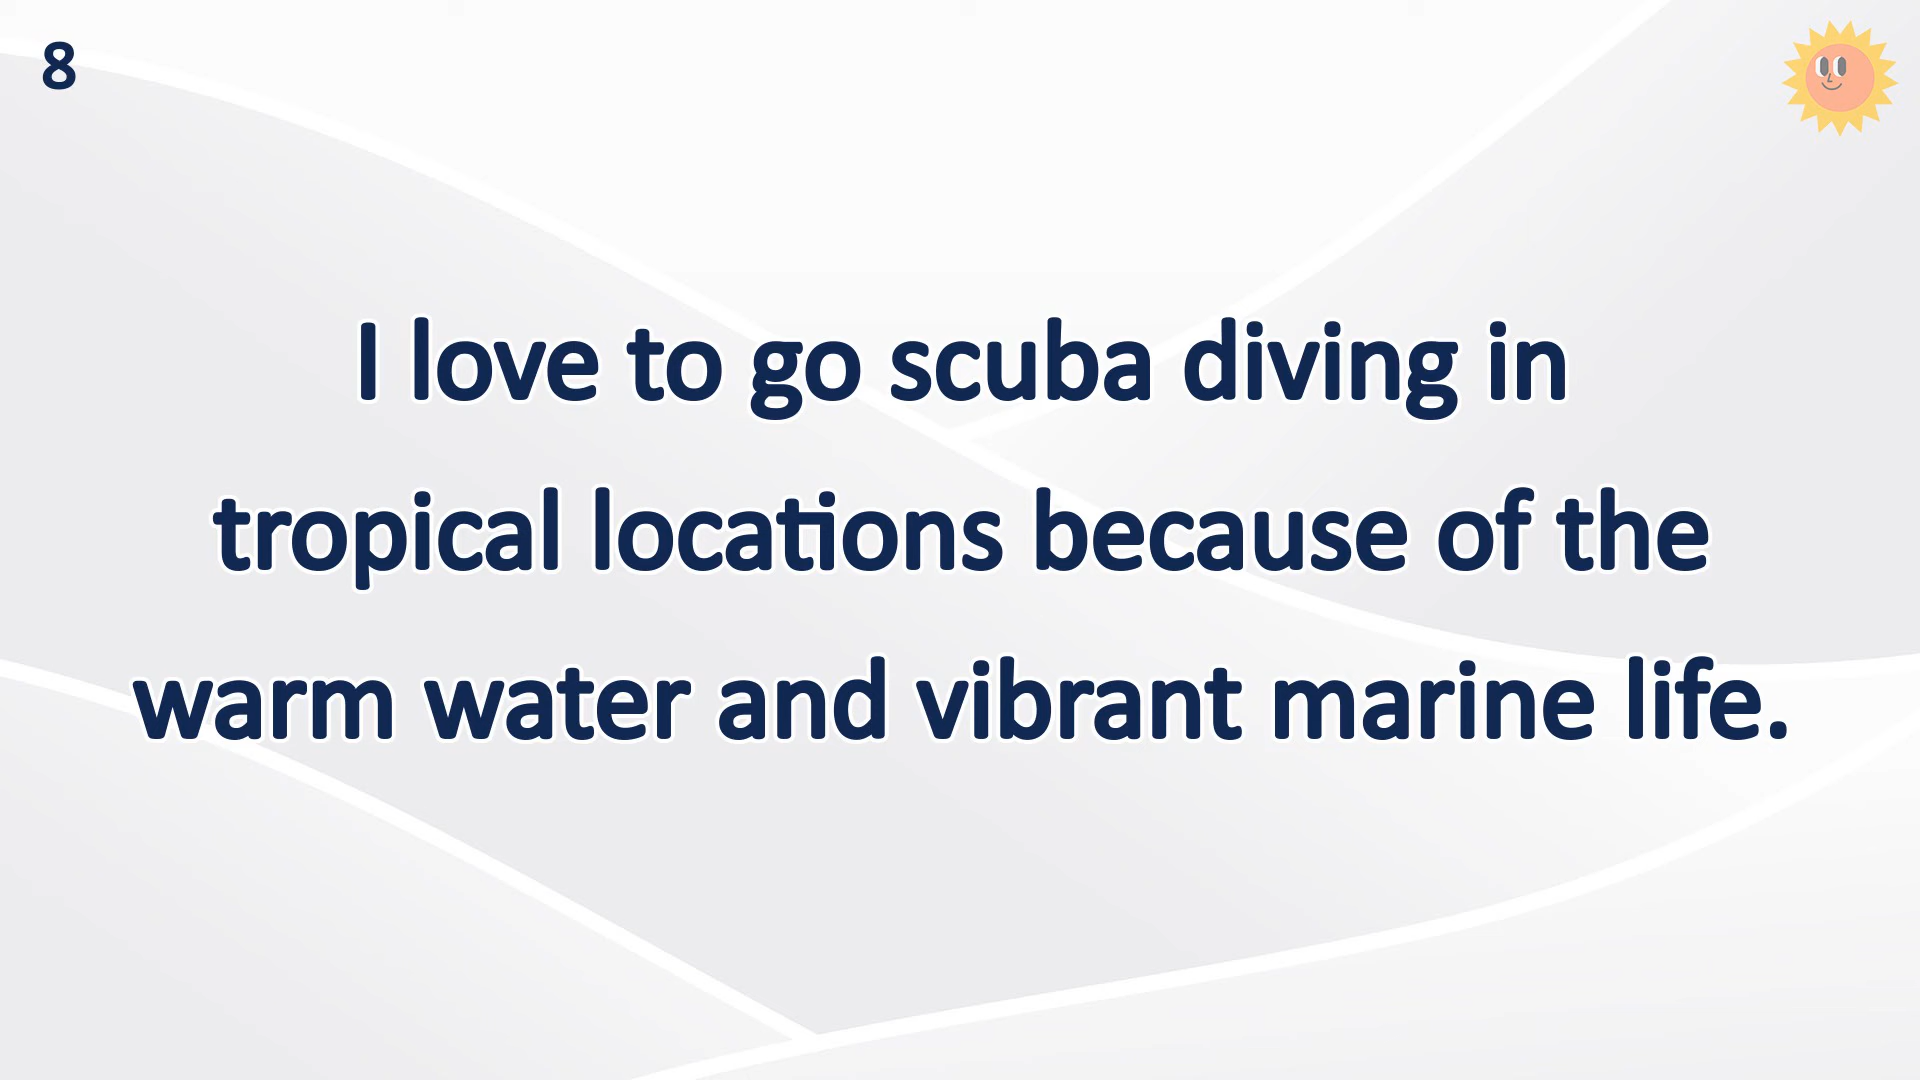 8
I love to go scuba diving in
tropical locations because of the
warm water and vibrant marine life.